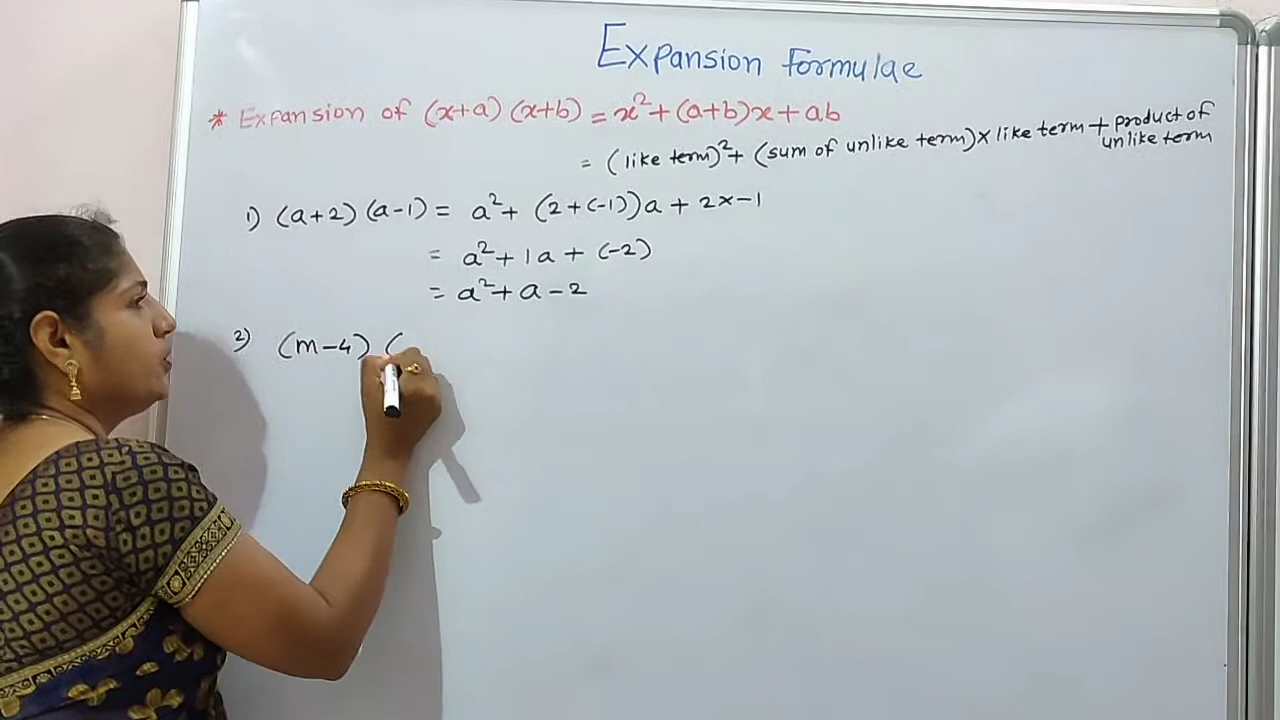 Expansion Formulae
* Expansion of (x+a) (x+b) = x² + (a+b)x + ab
= (like term)² + (sum of unlike term) × like term + product of unlike term
1) (a+2) (a-1) = a² + (2+(-1))a + 2x-1
= a² + 1a + (-2)
= a² + a - 2
2) (m-4) (